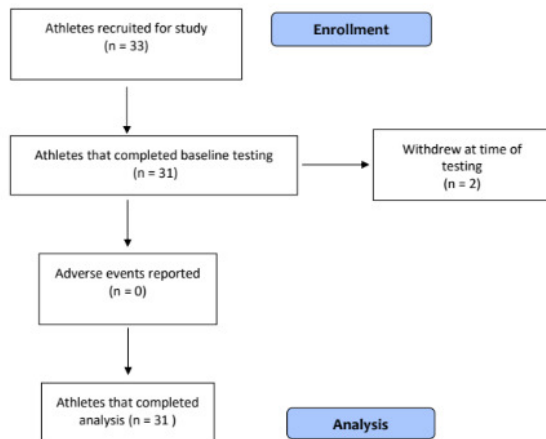 Athletes recruited for study
(n = 33)
Enrollment
Athletes that completed baseline testing
(n = 31)
Withdrew at time of
testing
(n = 2)
Adverse events reported
(n = 0)
Athletes that completed
analysis (n = 31 )
Analysis